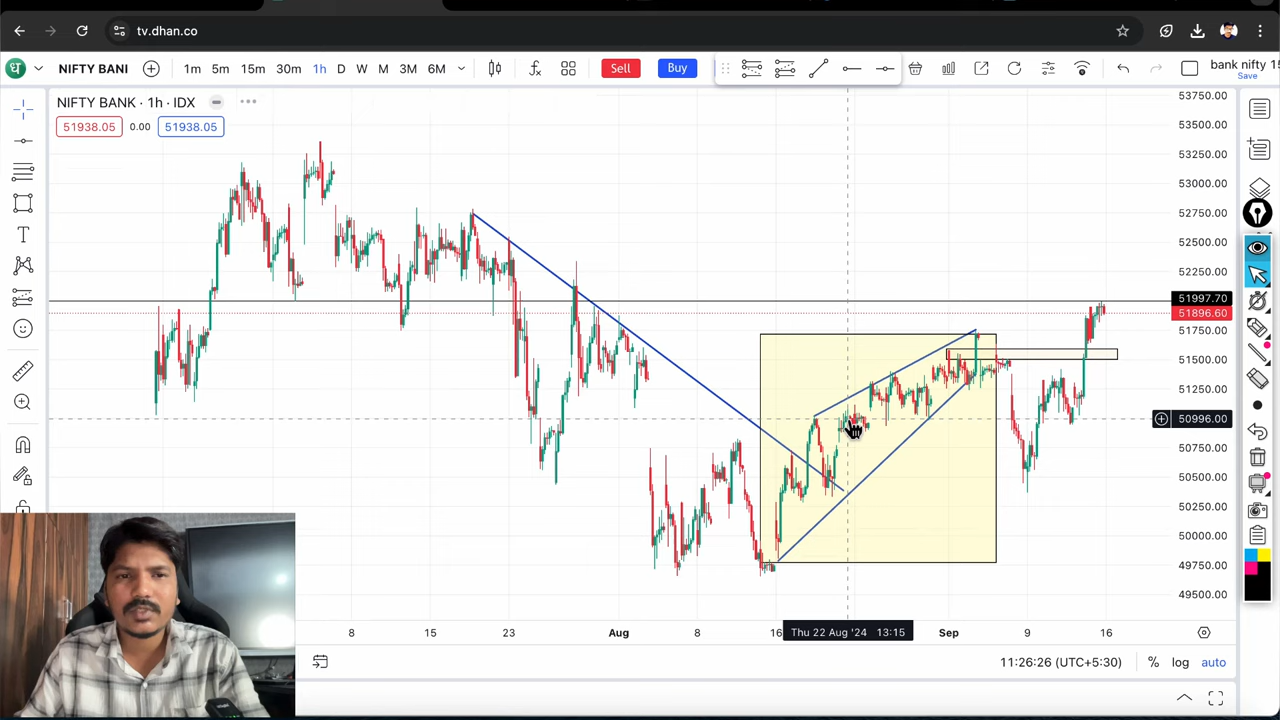 tv.dhan.co
ध NIFTY BANI 1m 5m 15m 30m 1h D W M 3M 6M Sell Buy bank nifty 15
Save
NIFTY BANK · 1h · IDX
51938.05 0.00 51938.05
53750.00
53500.00
53250.00
53000.00
52750.00
52500.00
52250.00
51997.70
51896.60
51750.00
51500.00
51250.00
50996.00
50750.00
50500.00
50250.00
50000.00
49750.00
49500.00
8 15 23 Aug 8 16 Thu 22 Aug '24 13:15 Sep 9 16
11:26:26 (UTC+5:30) % log auto